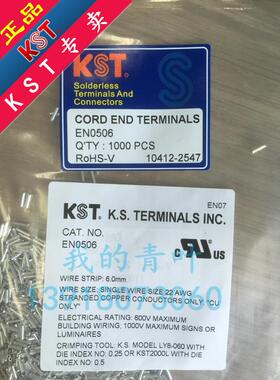 正品
KST
KST专卖
KST
Solderless
Terminals And
Connectors
S
CORD END TERMINALS
EN0506
Q'TY : 1000 PCS
RoHS-V 10412-2547
EN07
KST. K.S. TERMINALS INC.
CAT. NO.
EN0506
C UL US
我的青叶
WIRE STRIP: 6.0mm
WIRE SIZE: SINGLE WIRE SIZE 22 AWG
STRANDED COPPER CONDUCTORS ONLY "CU
ONLY"
ELECTRICAL RATING: 600V MAXIMUM
BUILDING WIRING; 1000V MAXIMUM SIGNS OR
LUMINAIRES
CRIMPING TOOL: K.S. MODEL LY8-060 WITH
DIE INDEX NO. 0.25 OR KST2000L WITH DIE
INDEX NO : 0.5